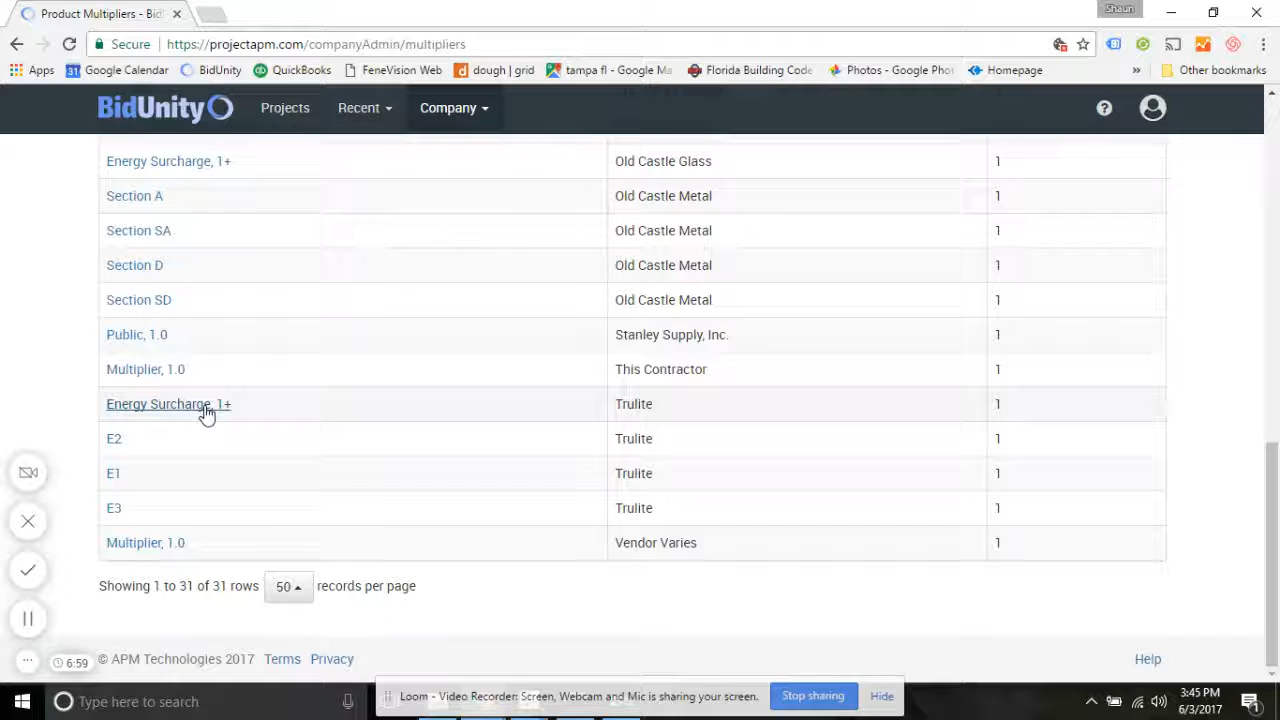 Product Multipliers - Bid
Shaun
Secure
https://projectapm.com/companyAdmin/multipliers
Apps
Google Calendar
BidUnity
QuickBooks
FeneVision Web
dough | grid
tampa fl - Google Ma
Florida Building Code
Photos - Google Pho
Homepage
»
Other bookmarks
BidUnity
Projects
Recent
Company
?
Energy Surcharge, 1+ Old Castle Glass 1
Section A Old Castle Metal 1
Section SA Old Castle Metal 1
Section D Old Castle Metal 1
Section SD Old Castle Metal 1
Public, 1.0 Stanley Supply, Inc. 1
Multiplier, 1.0 This Contractor 1
Energy Surcharge, 1+ Trulite 1
E2 Trulite 1
E1 Trulite 1
E3 Trulite 1
Multiplier, 1.0 Vendor Varies 1
Showing 1 to 31 of 31 rows 50 records per page
6:59
© APM Technologies 2017 Terms Privacy Help
Loom - Video Recorder: Screen, Webcam and Mic is sharing your screen. Stop sharing Hide
Type here to search
3:45 PM
6/3/2017
1